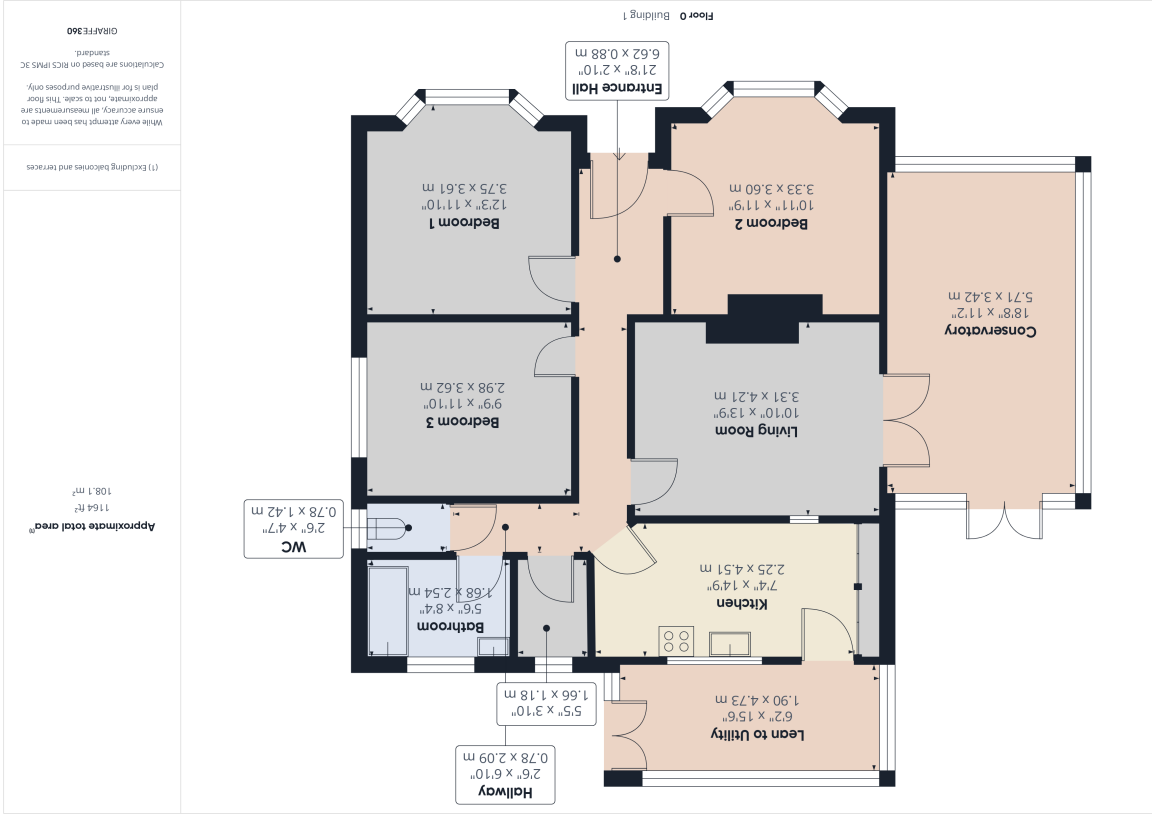 Hallway
2'6" x 6'10"
0.78 x 2.09 m
Lean to Utility
6'2" x 15'6"
1.90 x 4.73 m
5'5" x 3'10"
1.66 x 1.18 m
Bathroom
5'6" x 8'4"
1.68 x 2.54 m
Kitchen
7'4" x 14'9"
2.25 x 4.51 m
WC
2'6" x 4'7"
0.78 x 1.42 m
Living Room
10'10" x 13'9"
3.31 x 4.21 m
Bedroom 3
9'9" x 11'10"
2.98 x 3.62 m
Conservatory
18'8" x 11'2"
5.71 x 3.42 m
Bedroom 2
10'11" x 11'9"
3.33 x 3.60 m
Bedroom 1
12'3" x 11'10"
3.75 x 3.61 m
Entrance Hall
21'8" x 2'10"
6.62 x 0.88 m
Floor 0 Building 1
Approximate total area⁽¹⁾
1164 ft²
108.1 m²
(1) Excluding balconies and terraces
While every attempt has been made to
ensure accuracy, all measurements are
approximate, not to scale. This floor
plan is for illustrative purposes only.
Calculations are based on RICS IPMS 3C
standard.
GIRAFFE360